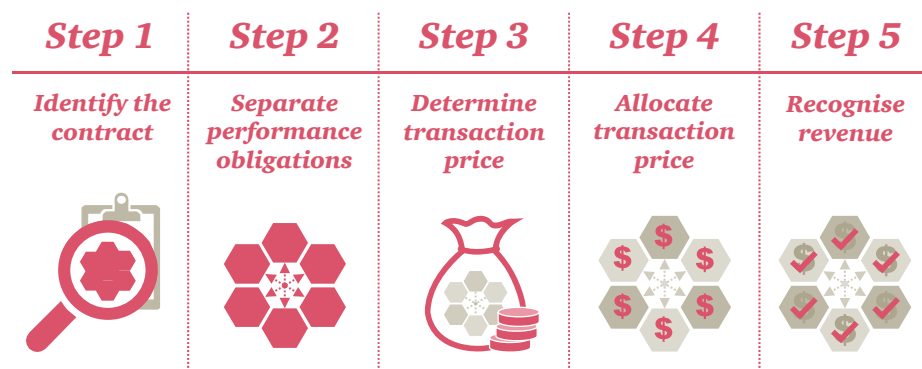 Step 1
Step 2
Step 3
Step 4
Step 5
Identify the
contract
Separate
performance
obligations
Determine
transaction
price
Allocate
transaction
price
Recognise
revenue
$
$
$
$
$
$
$
$
$
$
$
$